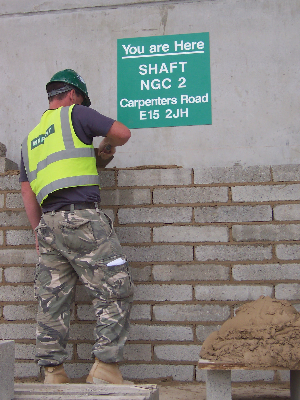 You are Here
SHAFT
NGC 2
Carpenters Road
E15 2JH